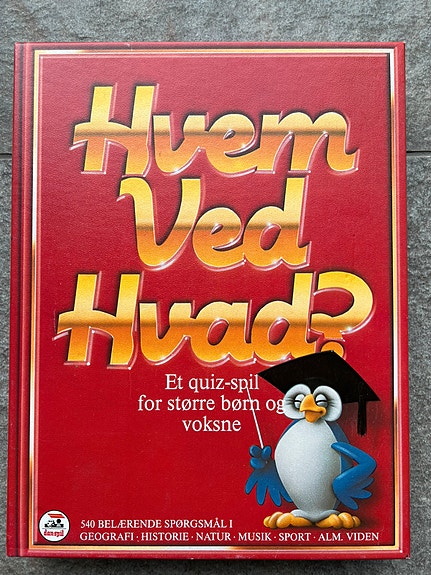 Hvem
Ved
Hvad?
Et quiz-spil
for større børn og
voksne
540 BELÆRENDE SPØRGSMÅL I
GEOGRAFI · HISTORIE · NATUR · MUSIK · SPORT · ALM. VIDEN
danspil